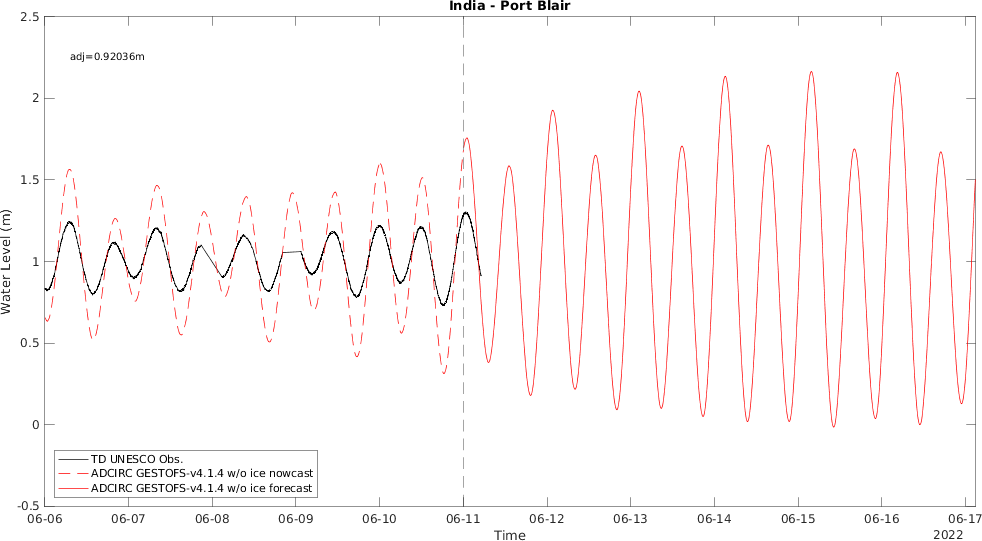 India - Port Blair
2.5
adj=0.92036m
2
1.5
1
0.5
0
-0.5
Water Level (m)
TD UNESCO Obs.
ADCIRC GESTOFS-v4.1.4 w/o ice nowcast
ADCIRC GESTOFS-v4.1.4 w/o ice forecast
06-06 06-07 06-08 06-09 06-10 06-11 06-12 06-13 06-14 06-15 06-16 06-17
Time 2022